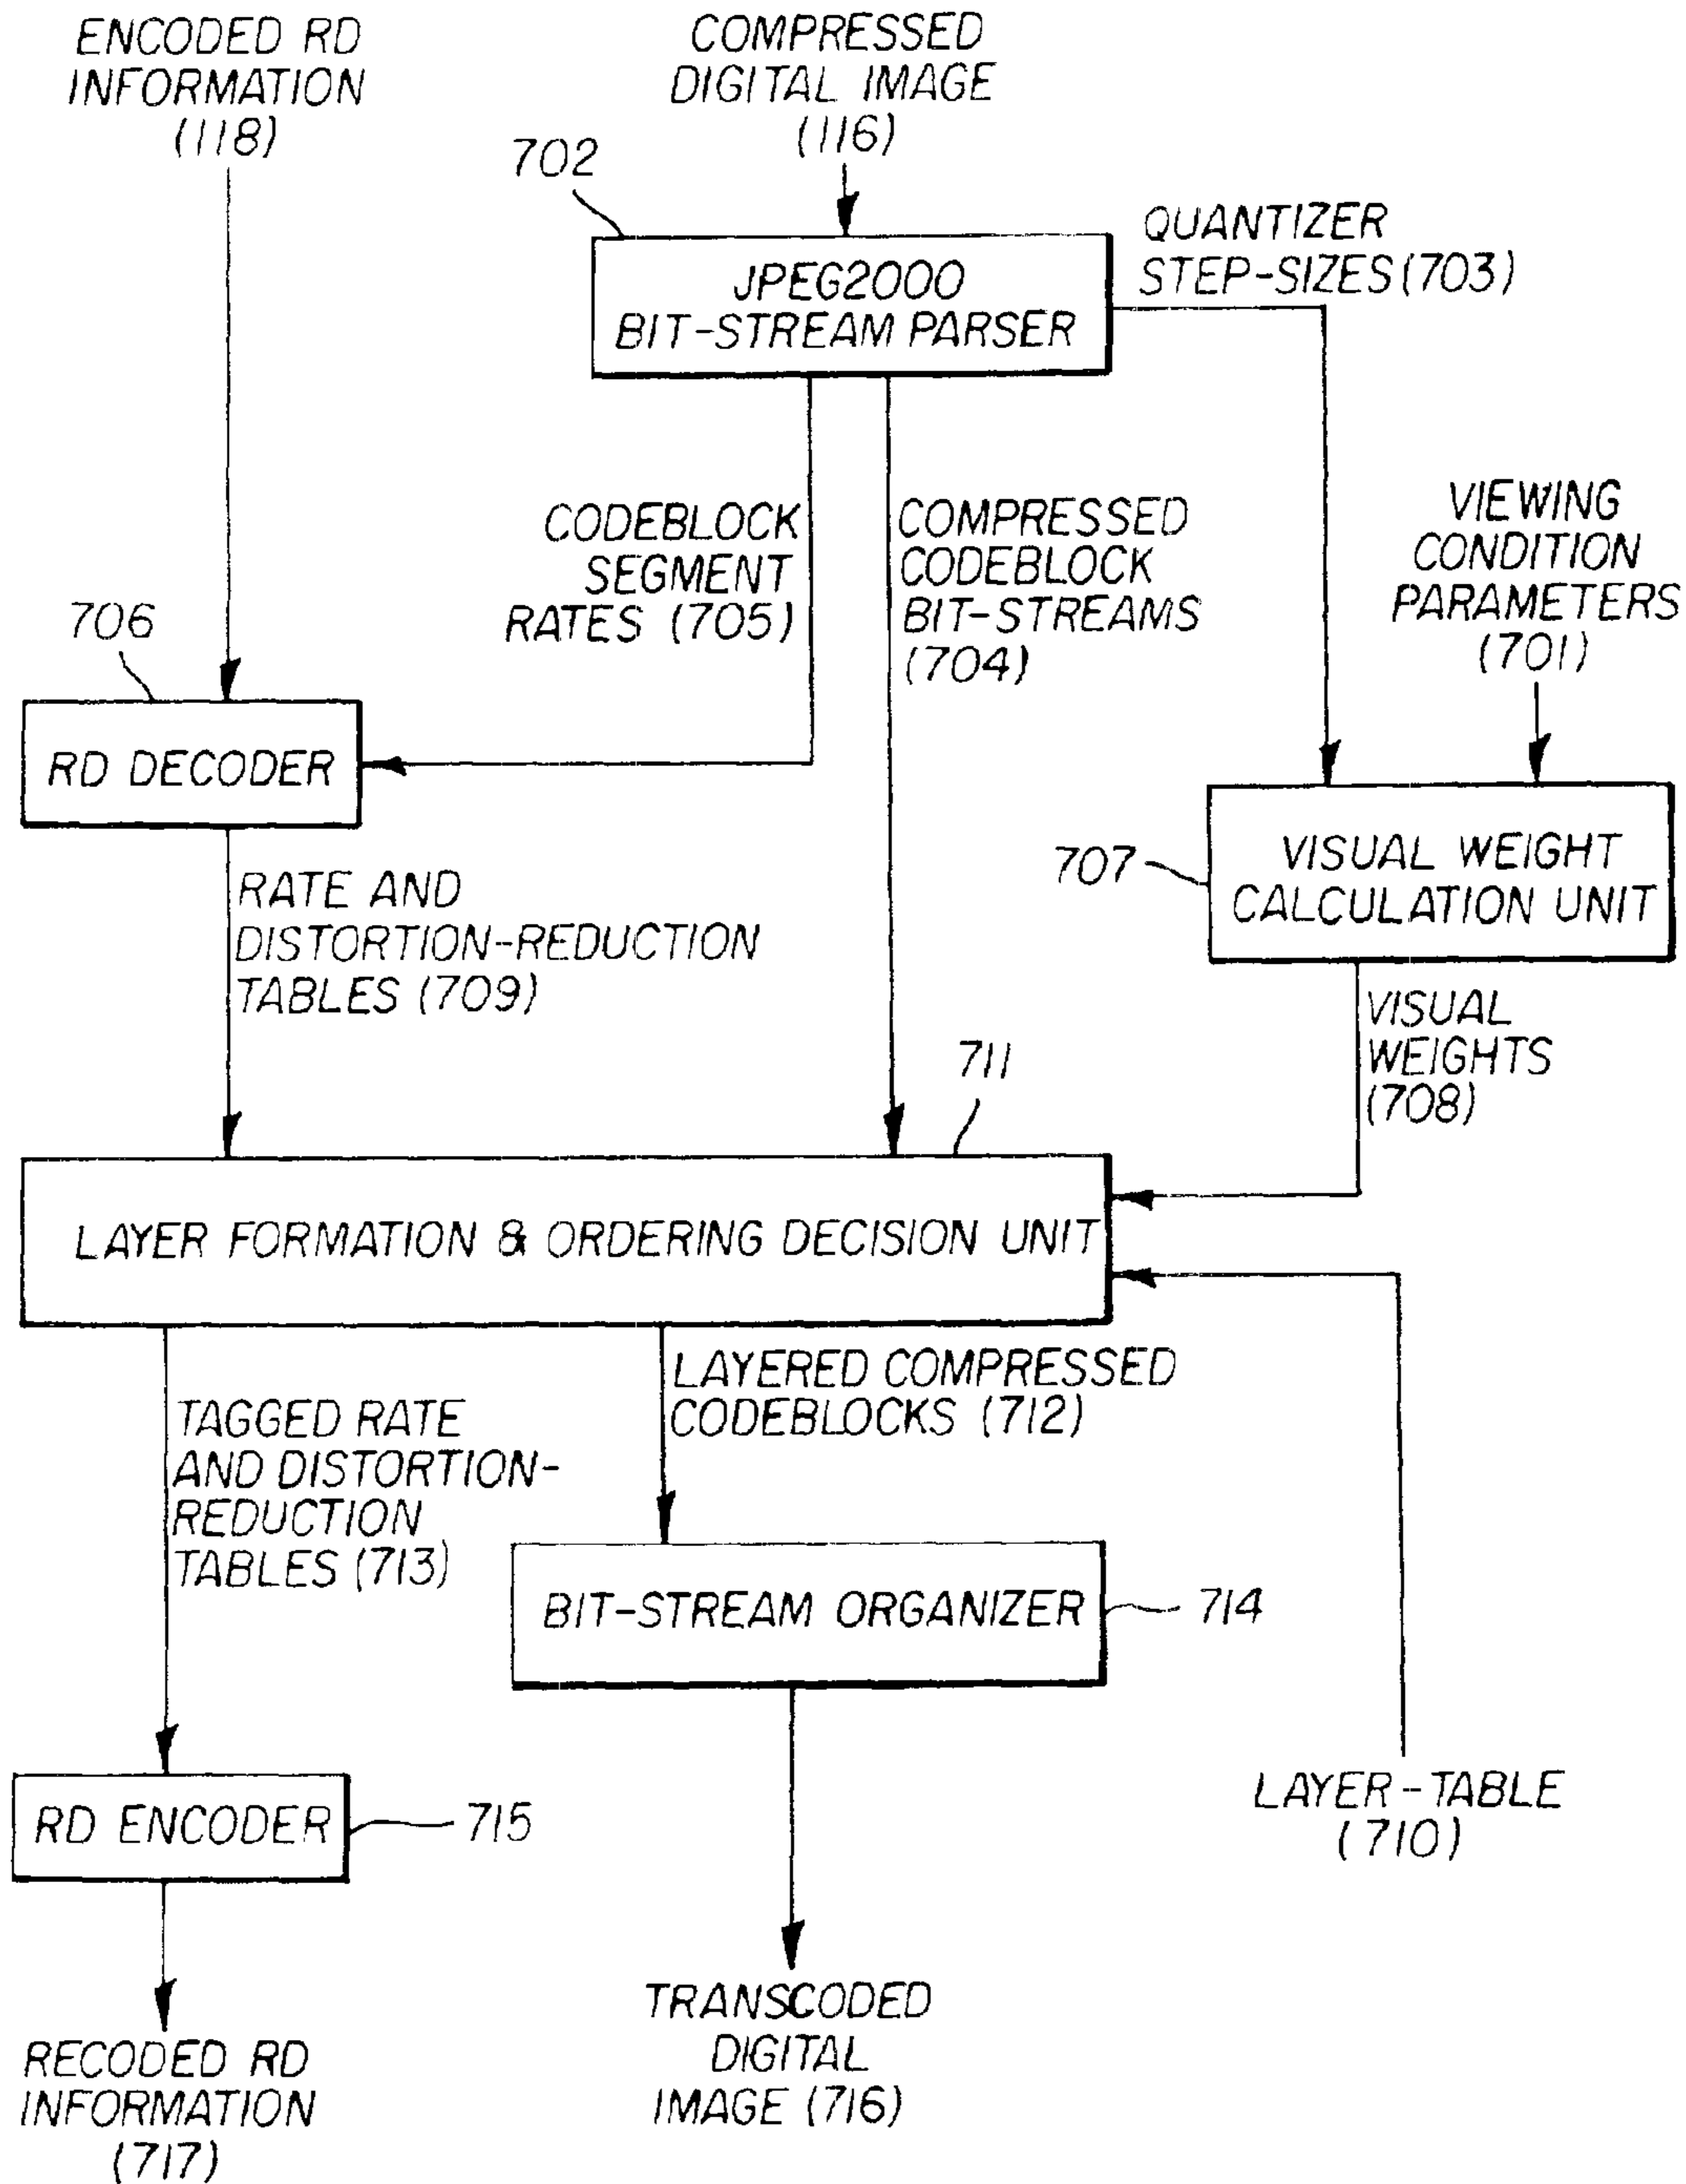 ENCODED RD
INFORMATION
(118)
COMPRESSED
DIGITAL IMAGE
(116)
702
JPEG2000
BIT-STREAM PARSER
QUANTIZER
STEP-SIZES (703)
CODEBLOCK
SEGMENT
RATES (705)
COMPRESSED
CODEBLOCK
BIT-STREAMS
(704)
VIEWING
CONDITION
PARAMETERS
(701)
706
RD DECODER
707
VISUAL WEIGHT
CALCULATION UNIT
RATE AND
DISTORTION-REDUCTION
TABLES (709)
VISUAL
WEIGHTS
(708)
711
LAYER FORMATION & ORDERING DECISION UNIT
TAGGED RATE
AND DISTORTION-
REDUCTION
TABLES (713)
LAYERED COMPRESSED
CODEBLOCKS (712)
BIT-STREAM ORGANIZER
714
LAYER-TABLE
(710)
RD ENCODER
715
TRANSCODED
DIGITAL
IMAGE (716)
RECODED RD
INFORMATION
(717)